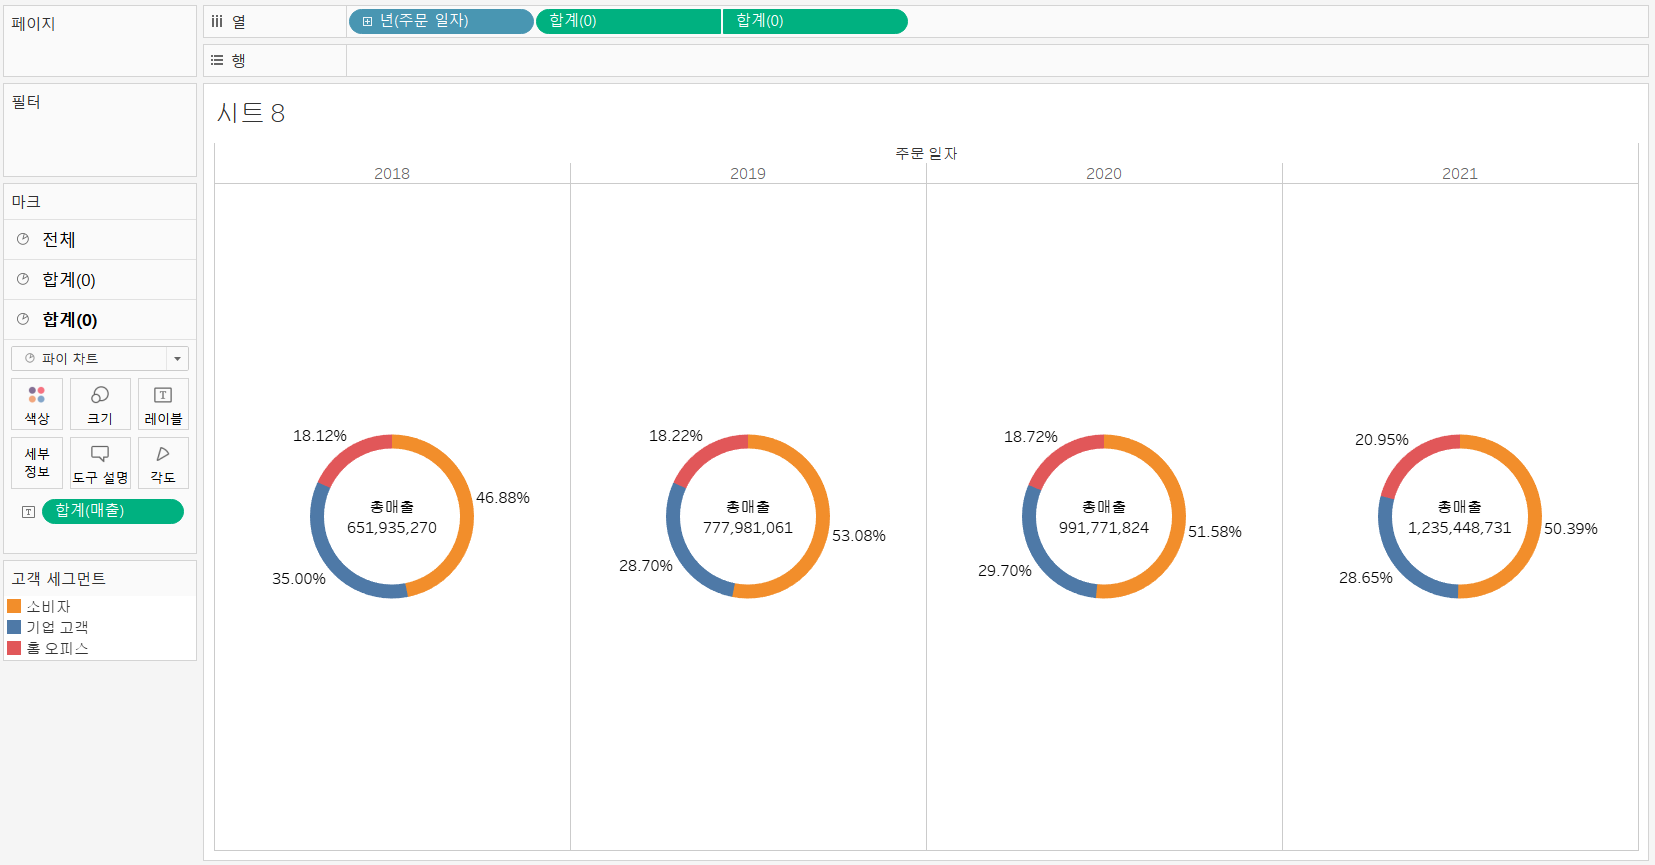 페이지
열
년(주문 일자)
합계(0)
합계(0)
행
필터
마크
전체
합계(0)
합계(0)
파이 차트
색상
크기
레이블
세부
정보
도구 설명
각도
합계(매출)
고객 세그먼트
소비자
기업 고객
홈 오피스
시트 8
주문 일자
2018
2019
2020
2021
18.12%
46.88%
총매출
651,935,270
35.00%
18.22%
총매출
777,981,061
53.08%
28.70%
18.72%
총매출
991,771,824
51.58%
29.70%
20.95%
총매출
1,235,448,731
50.39%
28.65%